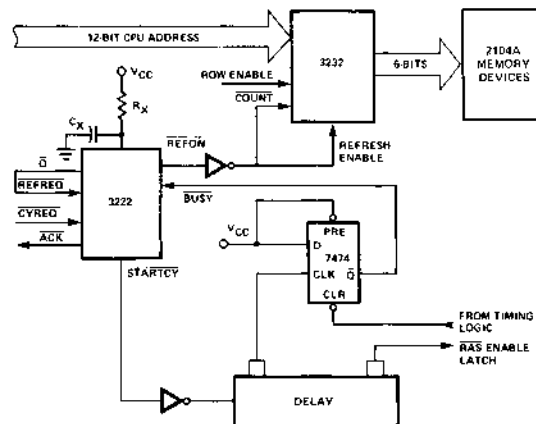 12-BIT CPU ADDRESS
3232
6-BITS
2104A
MEMORY
DEVICES
VCC
ROW ENABLE
COUNT
RX
CX
REFON
REFRESH
ENABLE
Q
REFREQ
3222
BUSY
CYREQ
ACK
VCC
PRE
D
7474
CLK Q
CLR
STARTCY
FROM TIMING
LOGIC
RAS ENABLE
LATCH
DELAY